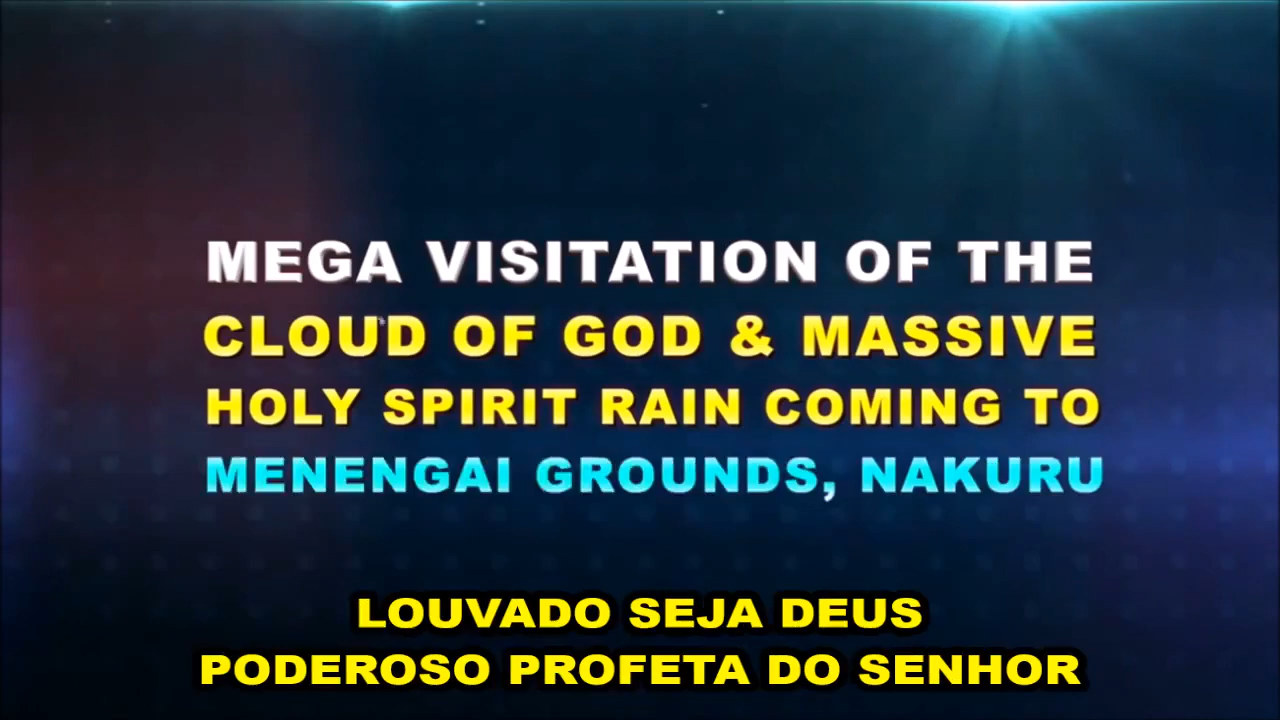 MEGA VISITATION OF THE
CLOUD OF GOD & MASSIVE
HOLY SPIRIT RAIN COMING TO
MENENGAI GROUNDS, NAKURU
LOUVADO SEJA DEUS
PODEROSO PROFETA DO SENHOR